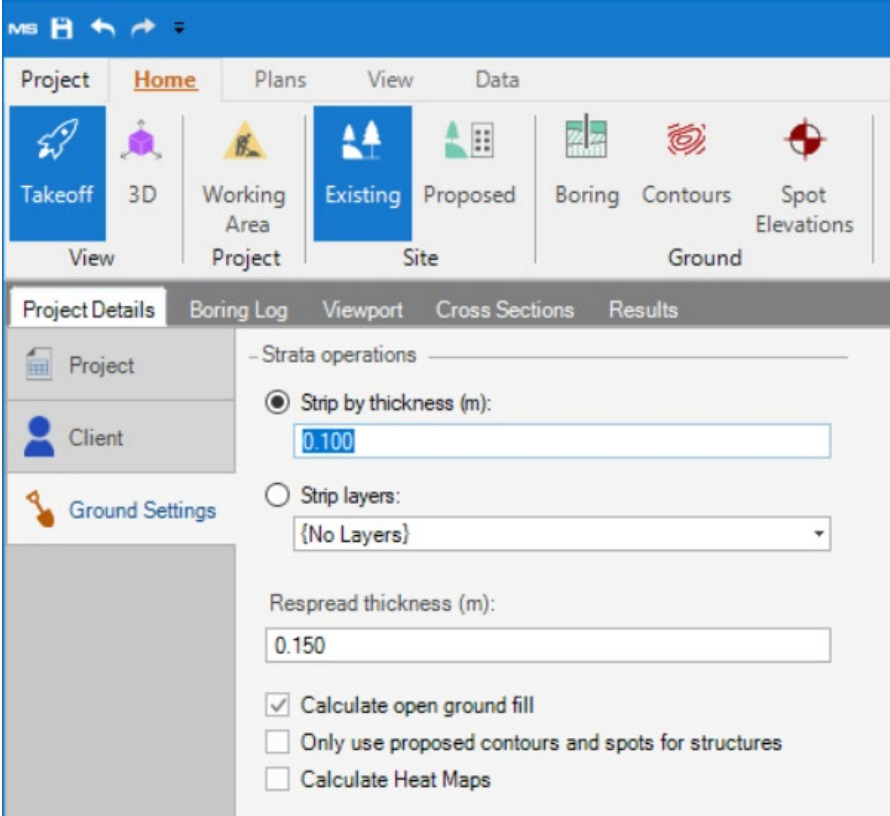 MS
Project Home Plans View Data
Takeoff 3D Working Area Existing Proposed Boring Contours Spot Elevations
View Project Site Ground
Project Details Boring Log Viewport Cross Sections Results
Project
Client
Ground Settings
Strata operations
Strip by thickness (m):
0.100
Strip layers:
{No Layers}
Respread thickness (m):
0.150
Calculate open ground fill
Only use proposed contours and spots for structures
Calculate Heat Maps